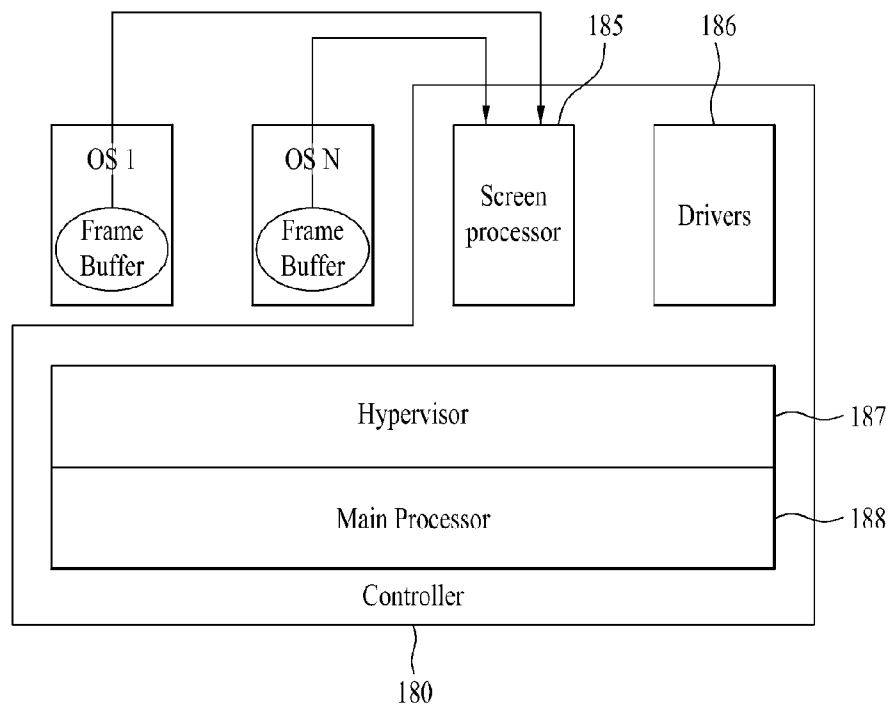 185
186
OS 1
OS N
Frame
Buffer
Frame
Buffer
Screen
processor
Drivers
Hypervisor
187
Main Processor
188
Controller
180